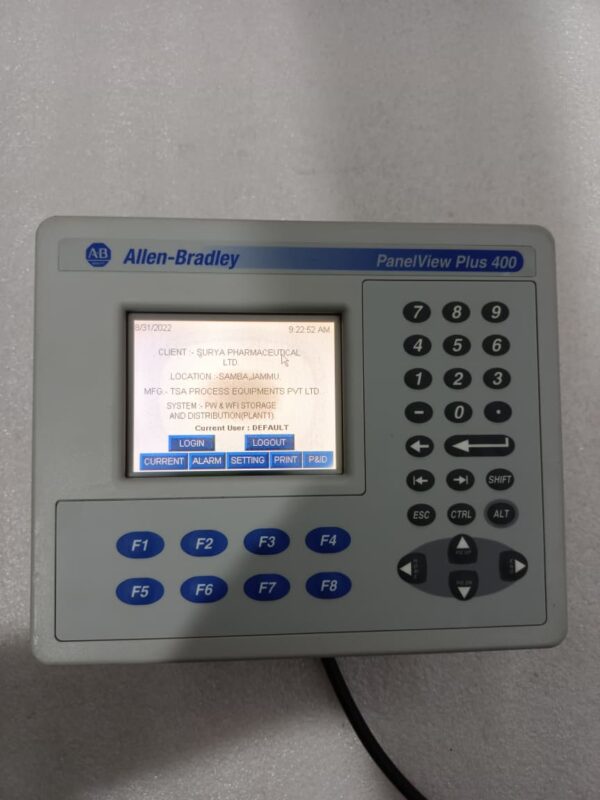 AB Allen-Bradley
PanelView Plus 400
8/31/2022 9:22:52 AM
CLIENT :- SURYA PHARMACEUTICAL
LTD.
LOCATION :-SAMBA,JAMMU.
MFG:- TSA PROCESS EQUIPMENTS PVT LTD.
SYSTEM :- PW & WFI STORAGE
AND DISTRIBUTION(PLANT1)
Current User : DEFAULT
LOGIN LOGOUT
CURRENT ALARM SETTING PRINT P&ID
7 8 9
4 5 6
1 2 3
- 0 .
SHIFT
ESC CTRL ALT
F1 F2 F3 F4
F5 F6 F7 F8